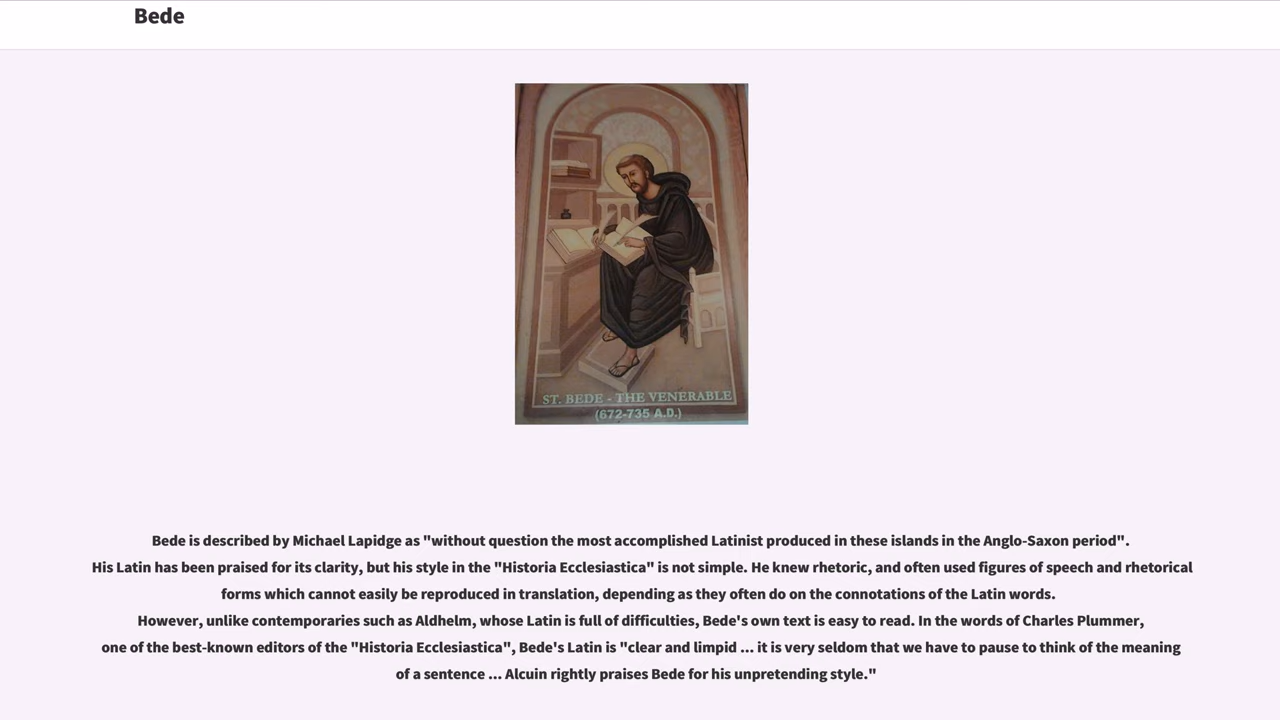 Bede
ST. BEDE - THE VENERABLE
(672-735 A.D.)
Bede is described by Michael Lapidge as "without question the most accomplished Latinist produced in these islands in the Anglo-Saxon period".
His Latin has been praised for its clarity, but his style in the "Historia Ecclesiastica" is not simple. He knew rhetoric, and often used figures of speech and rhetorical
forms which cannot easily be reproduced in translation, depending as they often do on the connotations of the Latin words.
However, unlike contemporaries such as Aldhelm, whose Latin is full of difficulties, Bede's own text is easy to read. In the words of Charles Plummer,
one of the best-known editors of the "Historia Ecclesiastica", Bede's Latin is "clear and limpid ... it is very seldom that we have to pause to think of the meaning
of a sentence ... Alcuin rightly praises Bede for his unpretending style."